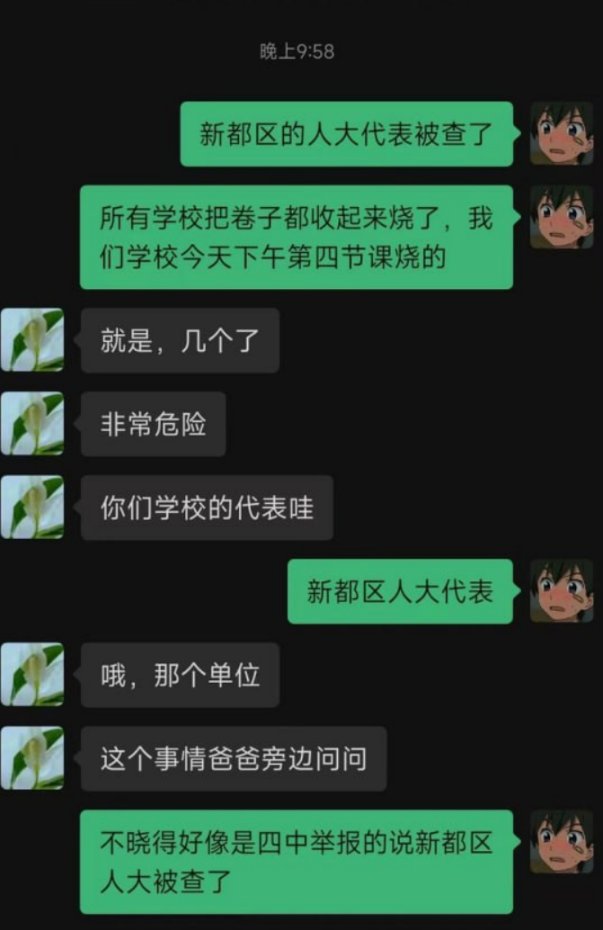 晚上9:58
新都区的人大代表被查了
所有学校把卷子都收起来烧了，我
们学校今天下午第四节课烧的
就是，几个了
非常危险
你们学校的代表哇
新都区人大代表
哦，那个单位
这个事情爸爸旁边问问
不晓得好像是四中举报的说新都区
人大被查了